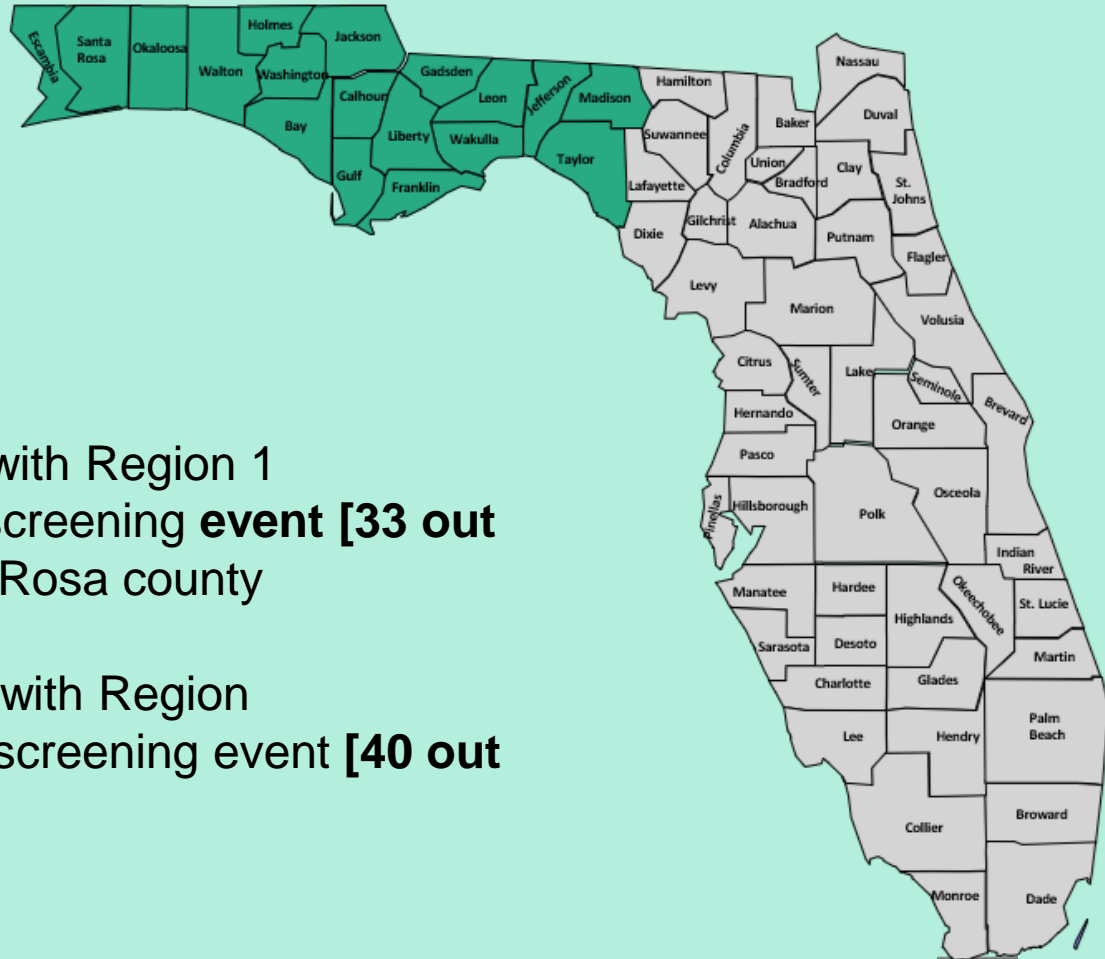 Holmes
Jackson
Escambia
Santa
Rosa
Okaloosa
Walton
Washington
Gadsden
Calhoun
Leon
Jefferson
Madison
Bay
Liberty
Wakulla
Taylor
Gulf
Franklin
Nassau
Hamilton
Duval
Baker
Suwannee
Columbia
Union
Clay
Bradford
Lafayette
St.
Johns
Gilchrist
Alachua
Dixie
Putnam
Flagler
Levy
Marion
Volusia
Citrus
Sumter
Lake
Seminole
Hernando
Orange
Brevard
Pasco
with Region 1
Osceola
Pinellas
Hillsborough
Polk
screening event [33 out
Indian
River
Rosa county
Manatee
Hardee
Okeechobee
St. Lucie
Highlands
Sarasota
Desoto
Martin
Charlotte
Glades
with Region
Palm
Beach
Lee
Hendry
screening event [40 out
Broward
Collier
Monroe
Dade